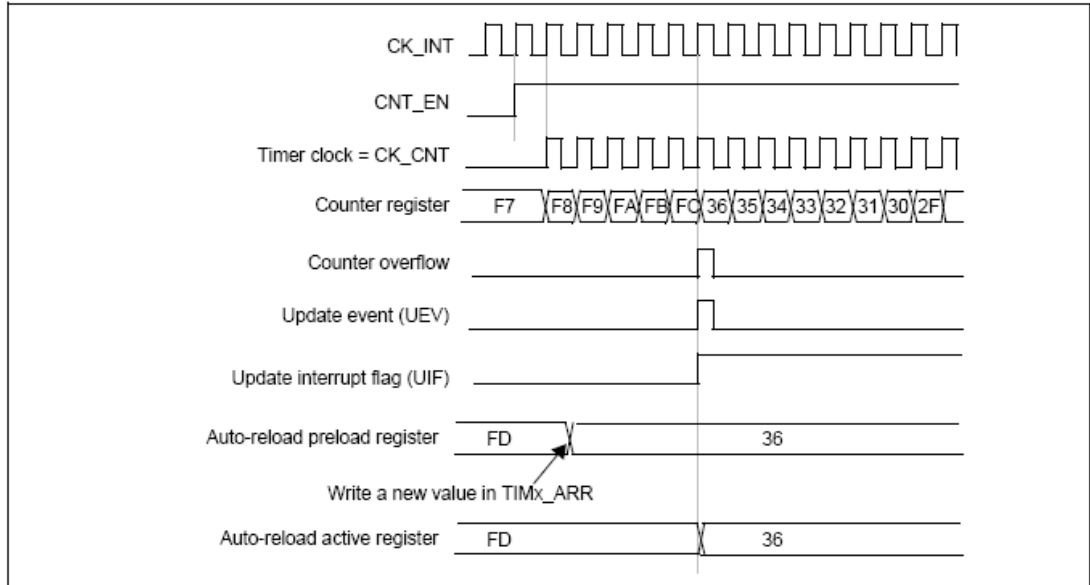 CK_INT
CNT_EN
Timer clock = CK_CNT
Counter register F7 F8 F9 FA FB FC 36 35 34 33 32 31 30 2F
Counter overflow
Update event (UEV)
Update interrupt flag (UIF)
Auto-reload preload register FD 36
Write a new value in TIMx_ARR
Auto-reload active register FD 36